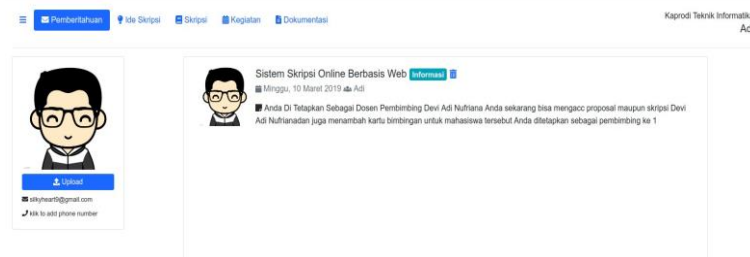 Pemberitahuan Ide Skripsi Skripsi Kegiatan Dokumentasi
Kaprodi Teknik Informatika
Sistem Skripsi Online Berbasis Web Informasi
Minggu, 10 Maret 2019 Adi
Anda Di Tetapkan Sebagai Dosen Pembimbing Devi Adi Nufriana Anda sekarang bisa mengacc proposal maupun skripsi Devi
Adi Nufrianadan juga menambah kartu bimbingan untuk mahasiswa tersebut Anda ditetapkan sebagai pembimbing ke 1
Upload
silkyheart9@gmail.com
klik to add phone number